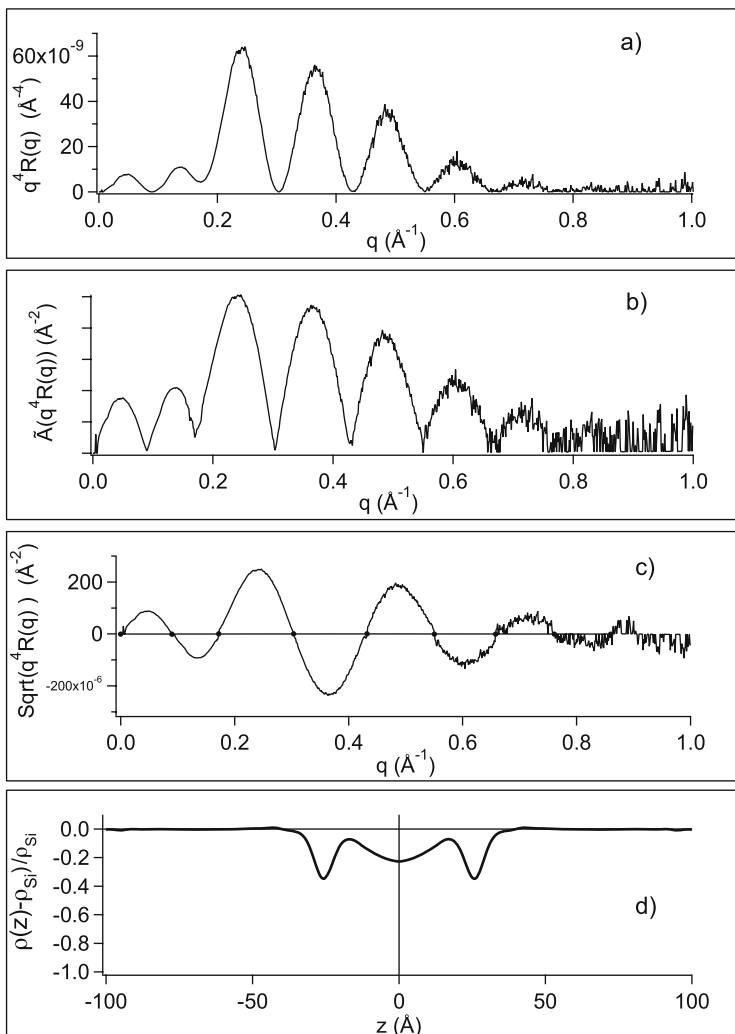 a)
60x10⁻⁹
40
20
0
q⁴R(q) (Å⁻⁴)
0.0 0.2 0.4 0.6 0.8 1.0
q (Å⁻¹)
b)
Ã(q⁴R(q)) (Å⁻²)
0.0 0.2 0.4 0.6 0.8 1.0
q (Å⁻¹)
c)
200
0
-200x10⁻⁶
Sqrt(q⁴R(q) ) (Å⁻²)
0.0 0.2 0.4 0.6 0.8 1.0
q (Å⁻¹)
0.0
-0.2
-0.4
-0.6
-0.8
-1.0
ρ(z)-ρSi)/ρSi
d)
-100 -50 0 50 100
z (Å)